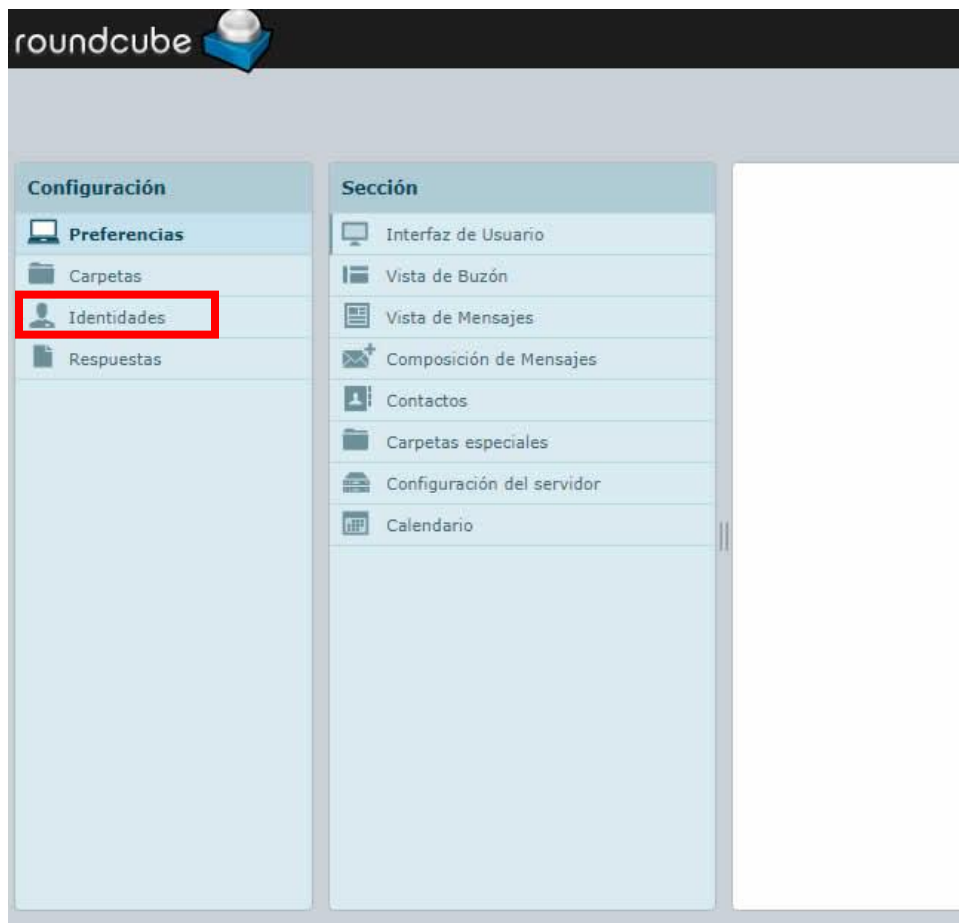 roundcube
Configuración
Preferencias
Carpetas
Identidades
Respuestas
Sección
Interfaz de Usuario
Vista de Buzón
Vista de Mensajes
Composición de Mensajes
Contactos
Carpetas especiales
Configuración del servidor
Calendario